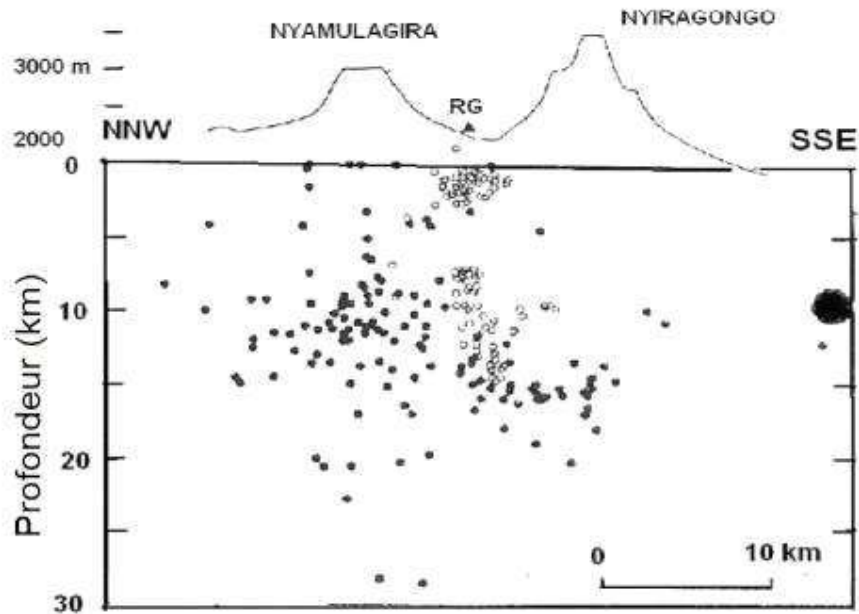 NYIRAGONGO
NYAMULAGIRA
3000 m
RG
2000
NNW
SSE
0
10
20
30
Profondeur (km)
0 10 km